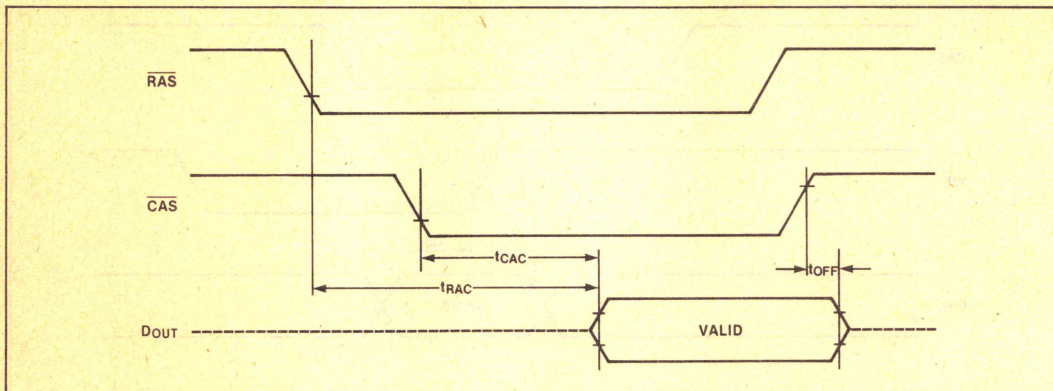 RAS
CAS
tCAC
tOFF
tRAC
DOUT
VALID